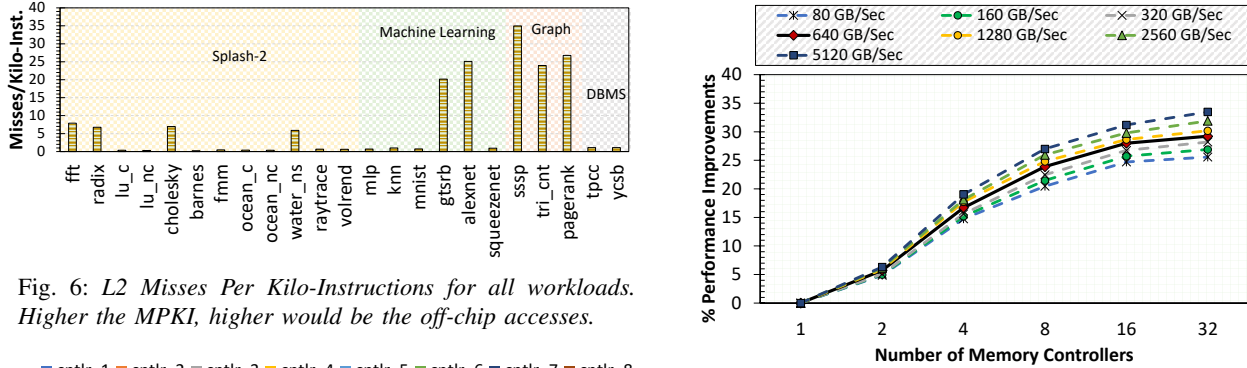 40
35
30
25
20
15
10
5
0
Misses/Kilo-Inst.
Splash-2
Machine Learning
Graph
DBMS
fft
radix
lu_c
lu_nc
cholesky
barnes
fmm
ocean_c
ocean_nc
water_ns
raytrace
volrend
mlp
knn
mnist
gtsrb
alexnet
squeezenet
sssp
tri_cnt
pagerank
tpcc
ycsb
Fig. 6: L2 Misses Per Kilo-Instructions for all workloads.
Higher the MPKI, higher would be the off-chip accesses.
80 GB/Sec 160 GB/Sec 320 GB/Sec
640 GB/Sec 1280 GB/Sec 2560 GB/Sec
5120 GB/Sec
40
35
30
25
20
15
10
5
0
% Performance Improvements
1 2 4 8 16 32
Number of Memory Controllers